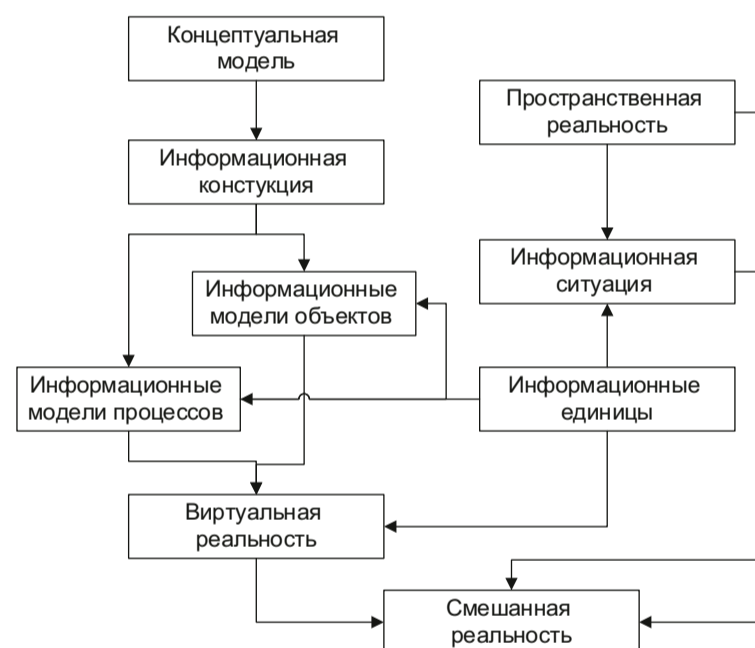 Концептуальная
модель
Пространственная
реальность
Информационная
констукция
Информационная
ситуация
Информационные
модели объектов
Информационные
модели процессов
Информационные
единицы
Виртуальная
реальность
Смешанная
реальность